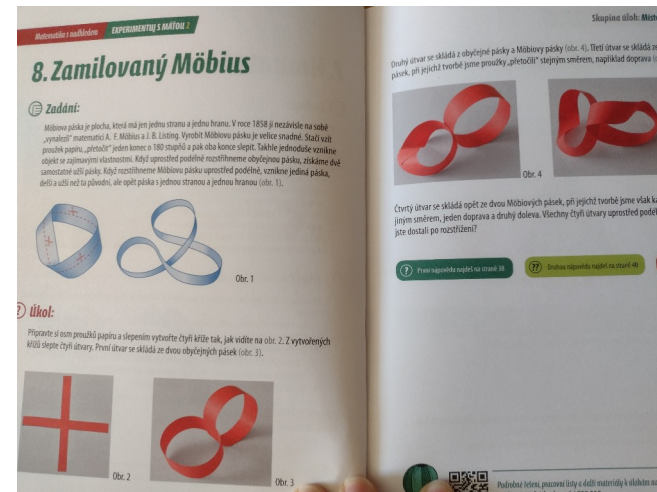 Matematika s nadhledem EXPERIMENTUJ S MÁŤOU 2
8. Zamilovaný Möbius
Zadání:
Möbiova páska je plocha, která má jen jednu stranu a jednu hranu. V roce 1858 ji nezávisle na sobě
„vynalezli“ matematici A. F. Möbius a J. B. Listing. Vyrobit Möbiovu pásku je velice snadné. Stačí vzít
proužek papíru, „přetočit“ jeden konec o 180 stupňů a pak oba konce slepit. Takhle jednoduše vznikne
objekt se zajímavými vlastnostmi. Když uprostřed podélně rozstřihneme obyčejnou pásku, získáme dvě
samostatné užší pásky. Když rozstřihneme Möbiovu pásku uprostřed podélně, vznikne jediná páska,
delší a užší než ta původní, ale opět páska s jednou stranou a jednou hranou (obr. 1).
Obr. 1
? Úkol:
Připravte si osm proužků papíru a slepením vytvořte čtyři kříže tak, jak vidíte na obr. 2. Z vytvořených
křížů slepte čtyři útvary. První útvar se skládá ze dvou obyčejných pásek (obr. 3).
Obr. 2
Obr. 3
Skupina úloh: Míst
Druhý útvar se skládá z obyčejné pásky a Möbiovy pásky (obr. 4). Třetí útvar se skládá ze
pásek, při jejichž tvorbě jsme proužky „přetočili“ stejným směrem, například doprava
Obr. 4
Čtvrtý útvar se skládá opět ze dvou Möbiových pásek, při jejichž tvorbě jsme však ka
jiným směrem, jeden doprava a druhý doleva. Všechny čtyři útvary uprostřed podél
jste dostali po rozstřižení?
? První nápovědu najdeš na straně 38
?? Druhou nápovědu najdeš na straně 40
Podrobné řešení, pracovní listy a další materiály k úlohám na